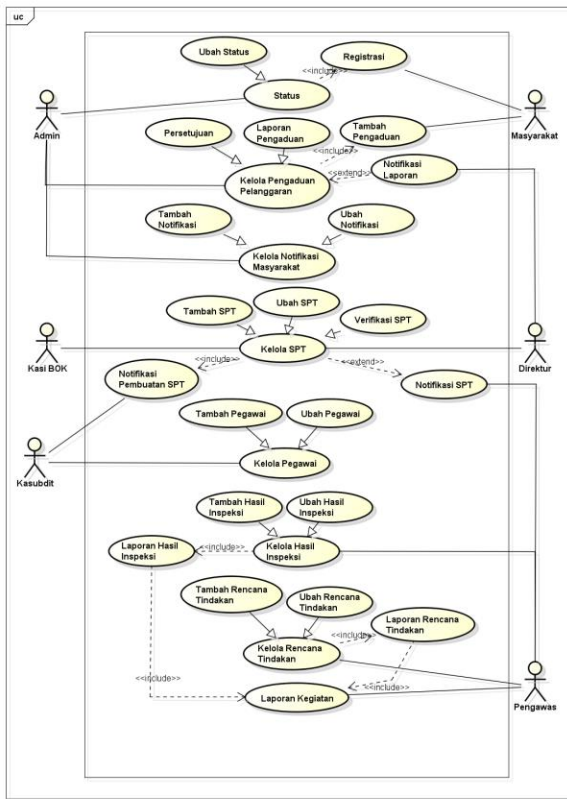 uc
Ubah Status
Registrasi
<<include>>
Status
Admin
Masyarakat
Persetujuan
Laporan
Pengaduan
Tambah
Pengaduan
<<include>>
Notifikasi
Laporan
<<extend>>
Kelola Pengaduan
Pelanggaran
Tambah
Notifikasi
Ubah
Notifikasi
Kelola Notifikasi
Masyarakat
Ubah SPT
Tambah SPT
Verifikasi SPT
Kelola SPT
Kasi BOK
Direktur
<<include>>
<<extend>>
Notifikasi
Pembuatan SPT
Notifikasi SPT
Tambah Pegawai
Ubah Pegawai
Kelola Pegawai
Kasubdit
Tambah Hasil
Inspeksi
Ubah Hasil
Inspeksi
Laporan Hasil
Inspeksi
<<include>>
Kelola Hasil
Inspeksi
Tambah Rencana
Tindakan
Ubah Rencana
Tindakan
Laporan Rencana
Tindakan
<<include>>
Kelola Rencana
Tindakan
<<include>>
<<include>>
Laporan Kegiatan
Pengawas